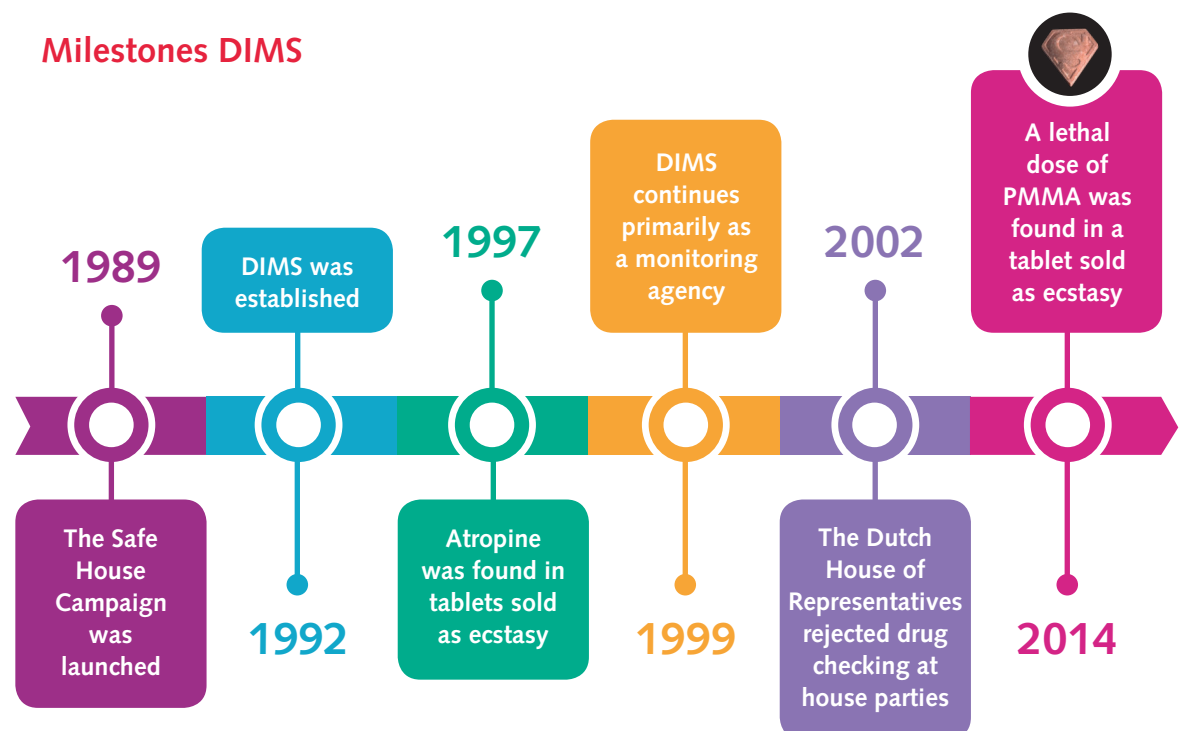 Milestones DIMS
1989
The Safe
House
Campaign
was
launched
DIMS was
established
1992
1997
Atropine
was found in
tablets sold
as ecstasy
DIMS
continues
primarily as
a monitoring
agency
1999
2002
The Dutch
House of
Representatives
rejected drug
checking at
house parties
A lethal
dose of
PMMA was
found in a
tablet sold
as ecstasy
2014